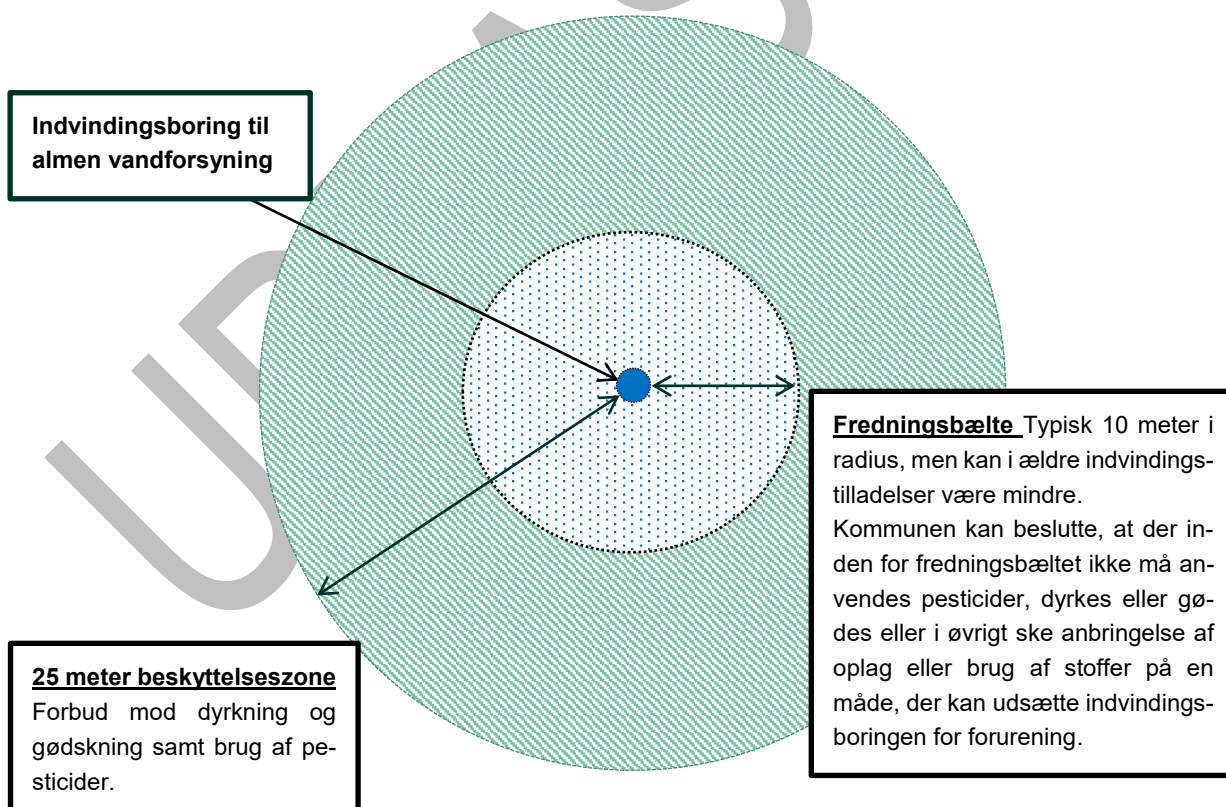 Indvindingsboring til
almen vandforsyning
Fredningsbælte Typisk 10 meter i
radius, men kan i ældre indvindings-
tilladelser være mindre.
Kommunen kan beslutte, at der in-
den for fredningsbæltet ikke må an-
vendes pesticider, dyrkes eller gø-
des eller i øvrigt ske anbringelse af
oplag eller brug af stoffer på en
måde, der kan udsætte indvindings-
boringen for forurening.
25 meter beskyttelseszone
Forbud mod dyrkning og
gødskning samt brug af pe-
sticider.